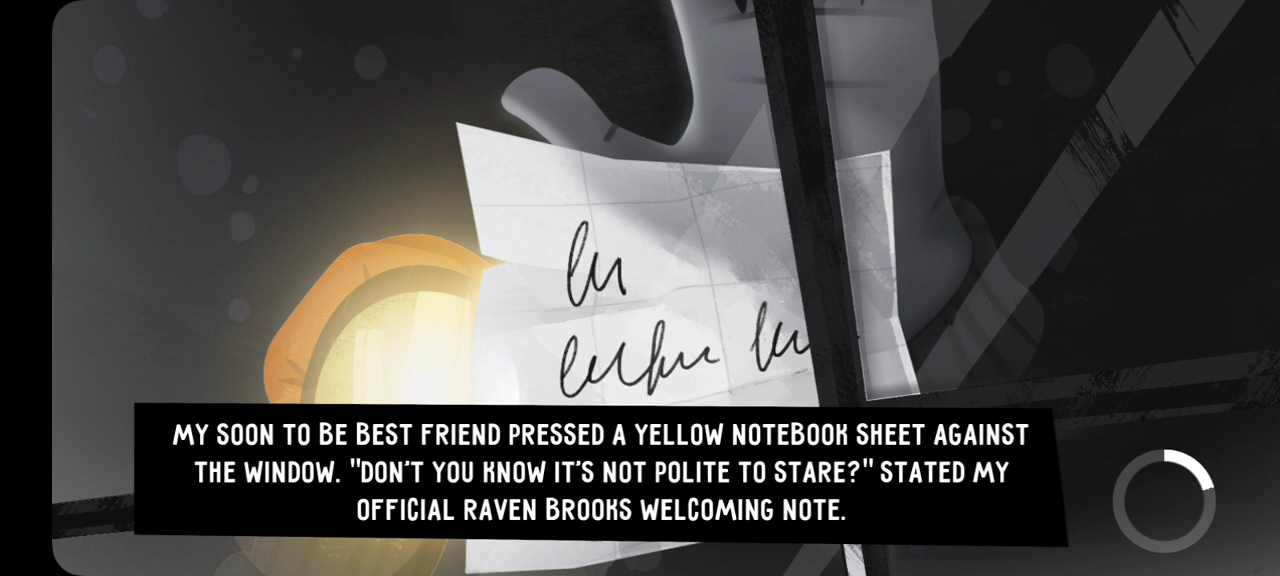 MY SOON TO BE BEST FRIEND PRESSED A YELLOW NOTEBOOK SHEET AGAINST
THE WINDOW. "DON'T YOU KNOW IT'S NOT POLITE TO STARE?" STATED MY
OFFICIAL RAVEN BROOKS WELCOMING NOTE.